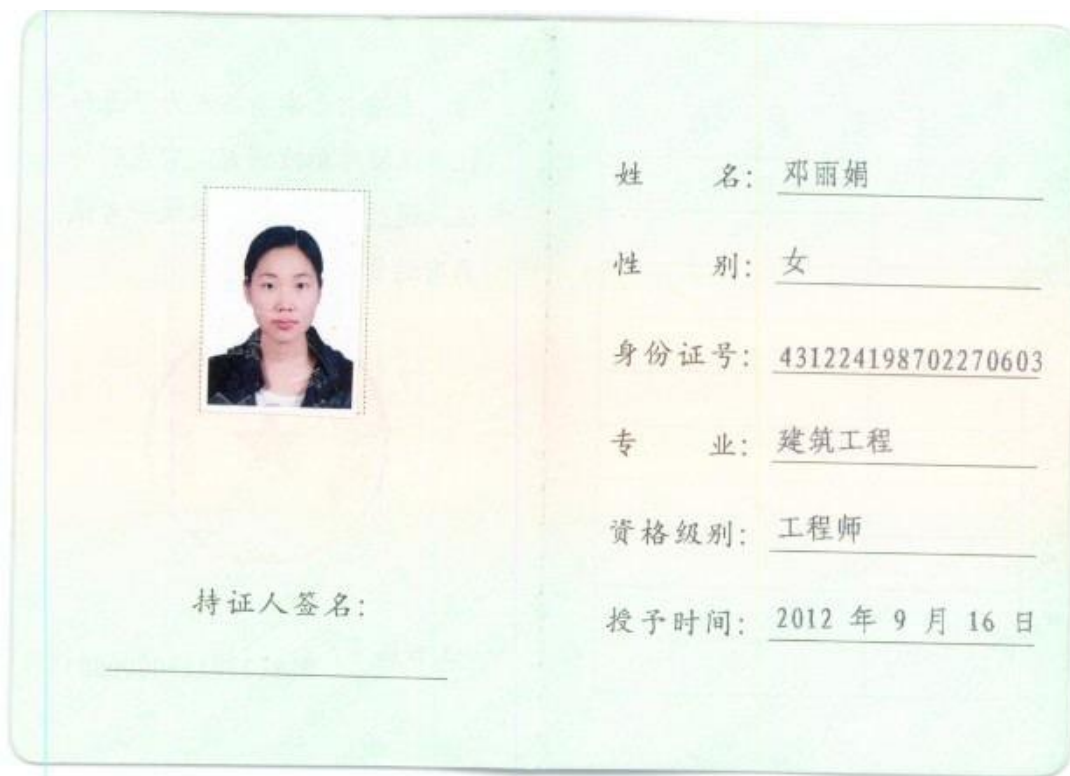 姓 名：邓丽娟
性 别：女
身份证号：431224198702270603
专 业：建筑工程
资格级别：工程师
授予时间：2012 年 9 月 16 日
持证人签名：